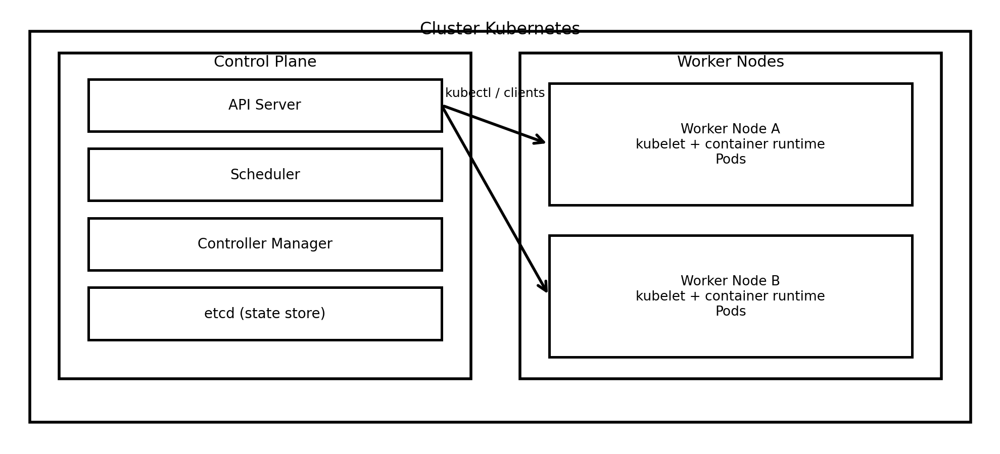 Cluster Kubernetes
Control Plane
API Server
Scheduler
Controller Manager
etcd (state store)
kubectl / clients
Worker Nodes
Worker Node A
kubelet + container runtime
Pods
Worker Node B
kubelet + container runtime
Pods